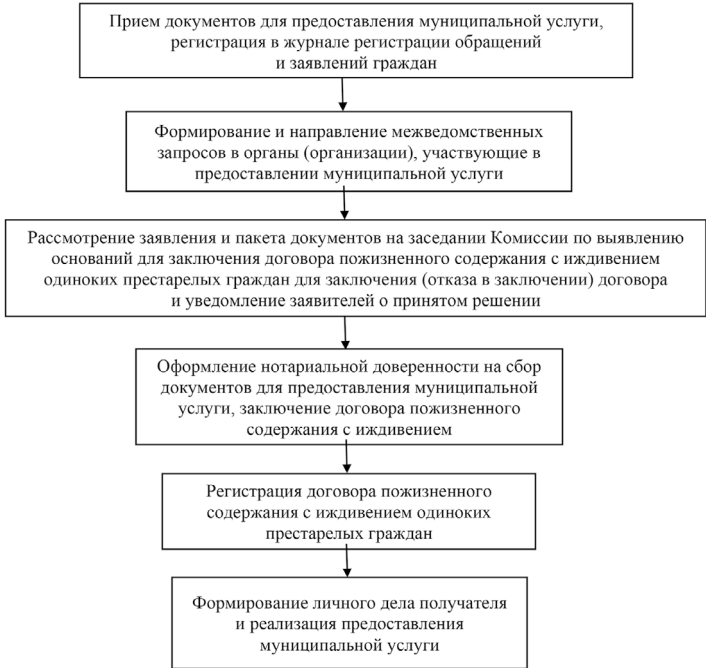 Прием документов для предоставления муниципальной услуги,
регистрация в журнале регистрации обращений
и заявлений граждан
Формирование и направление межведомственных
запросов в органы (организации), участвующие в
предоставлении муниципальной услуги
Рассмотрение заявления и пакета документов на заседании Комиссии по выявлению
оснований для заключения договора пожизненного содержания с иждивением
одиноких престарелых граждан для заключения (отказа в заключении) договора
и уведомление заявителей о принятом решении
Оформление нотариальной доверенности на сбор
документов для предоставления муниципальной
услуги, заключение договора пожизненного
содержания с иждивением
Регистрация договора пожизненного
содержания с иждивением одиноких
престарелых граждан
Формирование личного дела получателя
и реализация предоставления
муниципальной услуги